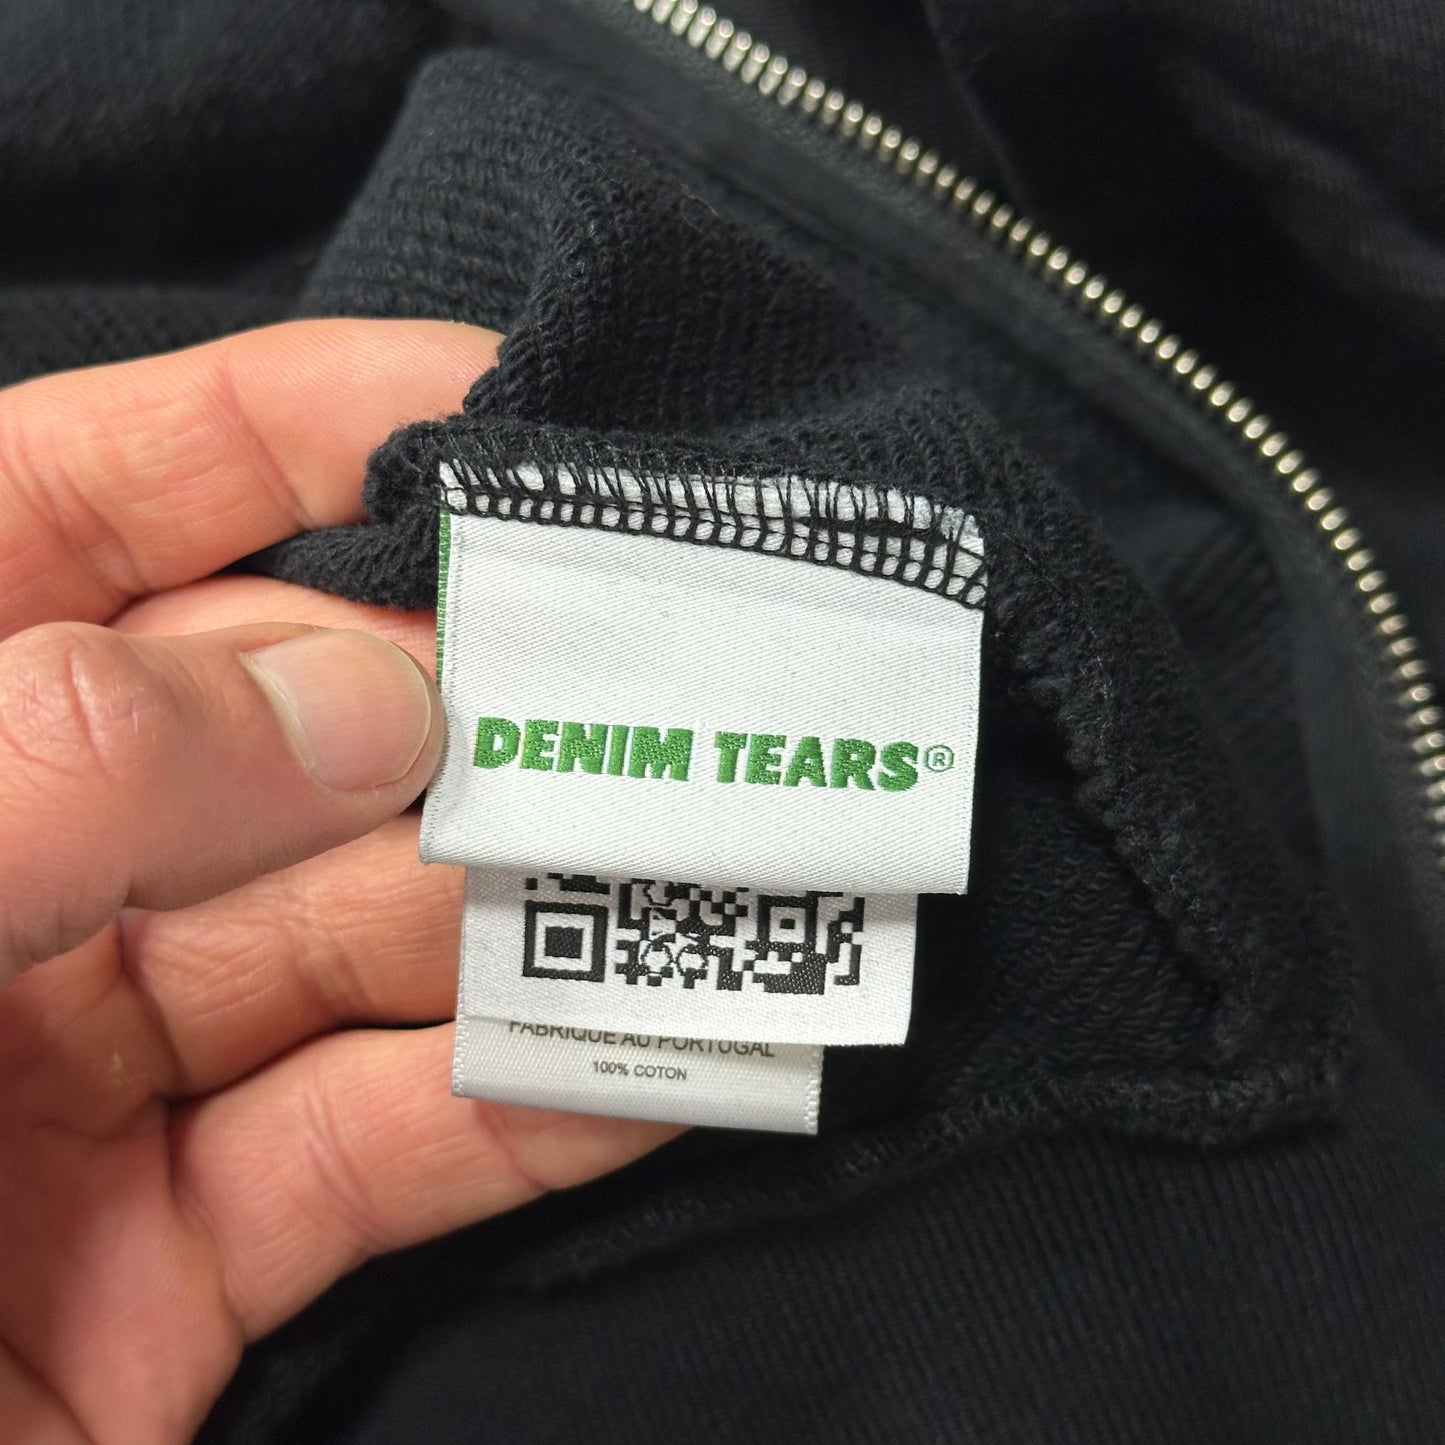 DENIM TEARS®
FABRIQUE AU PORTUGAL
100% COTON